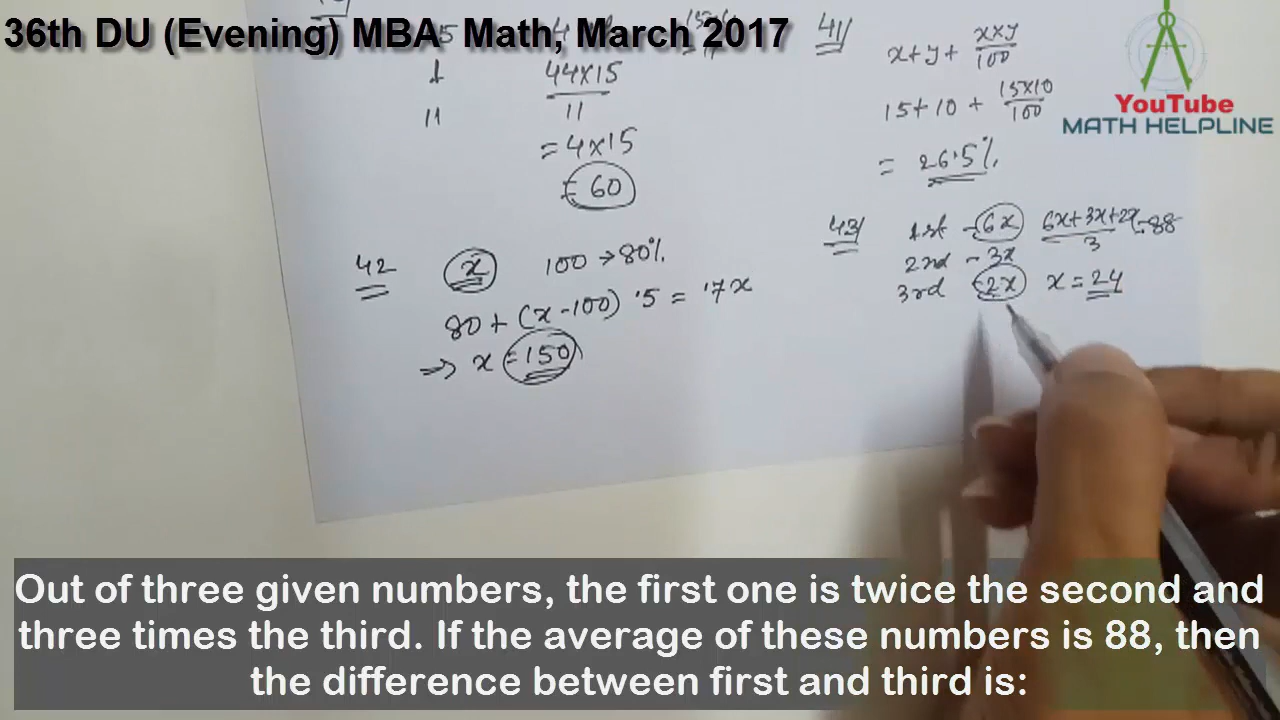 36th DU (Evening) MBA Math, March 2017
5
1
11
44x15
11
= 4x15
= 60
41/
x+y+ xxy
100
15+10 + 15x10
100
= 26.5%
YouTube
MATH HELPLINE
42 x 100 → 80%
80 + (x-100) .5 = .7x
⇒ x = 150
43/ 1st - 6x 6x+3x+2x = 88
3
2nd - 3x
3rd - 2x x = 24
Out of three given numbers, the first one is twice the second and
three times the third. If the average of these numbers is 88, then
the difference between first and third is: